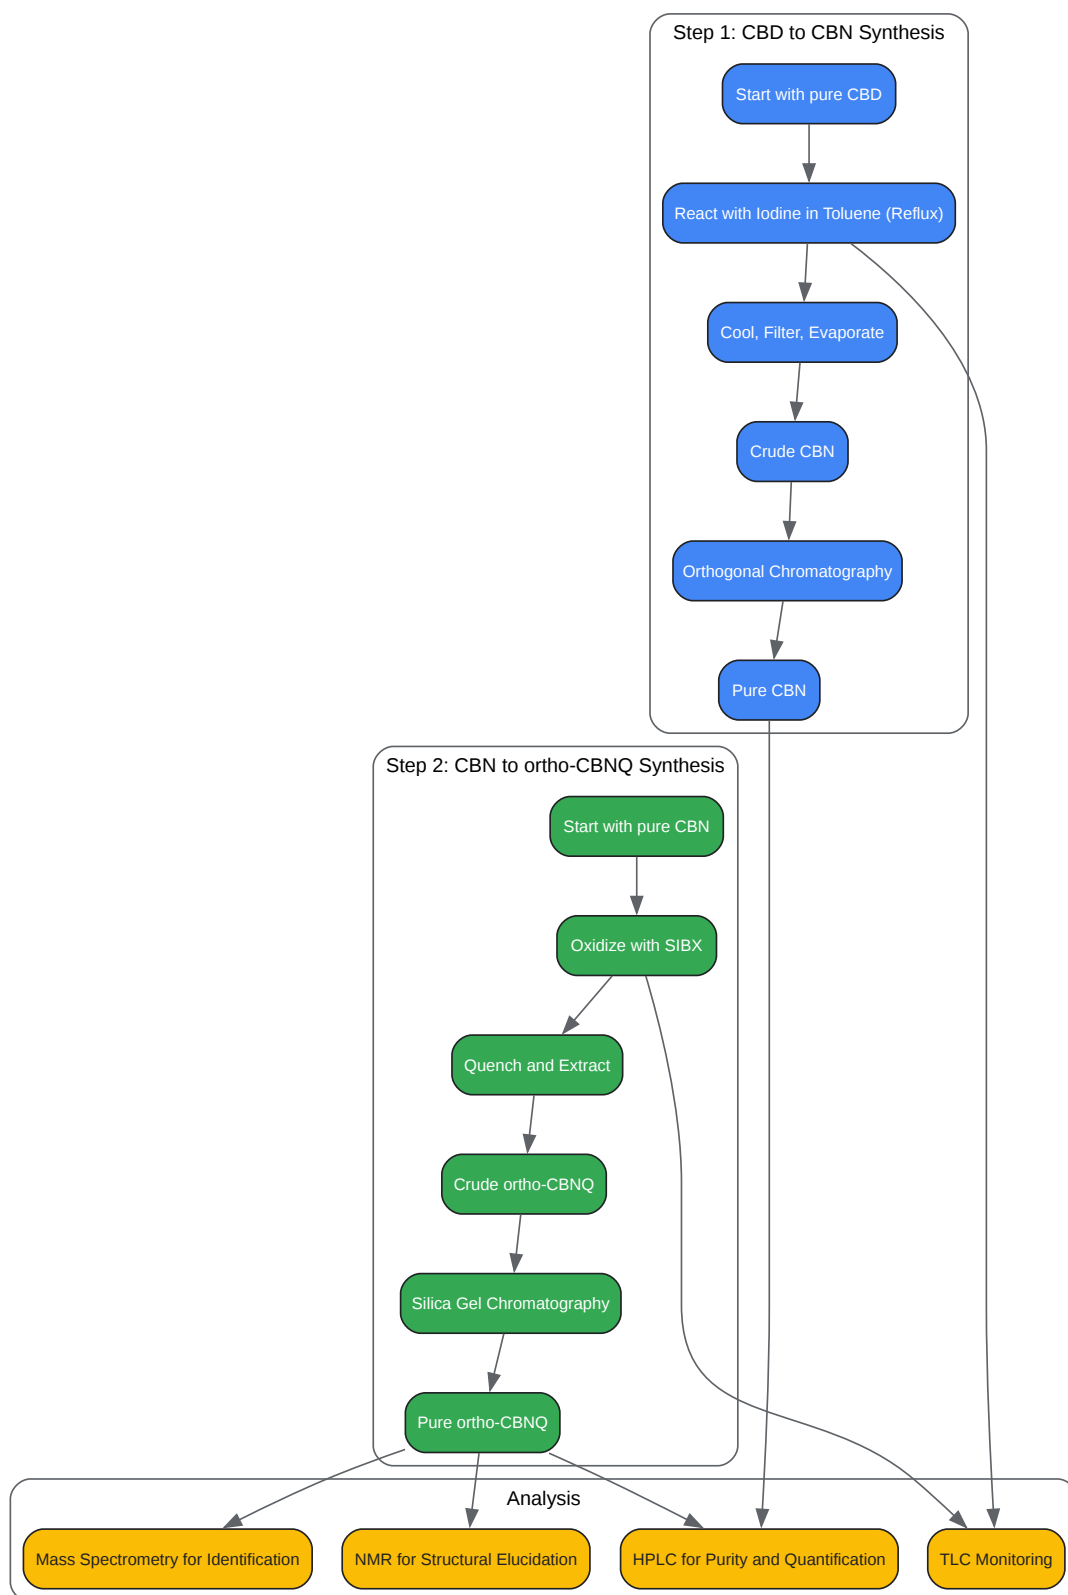 Step 1: CBD to CBN Synthesis
Start with pure CBD
React with Iodine in Toluene (Reflux)
Cool, Filter, Evaporate
Crude CBN
Orthogonal Chromatography
Pure CBN
Step 2: CBN to ortho-CBNQ Synthesis
Start with pure CBN
Oxidize with SIBX
Quench and Extract
Crude ortho-CBNQ
Silica Gel Chromatography
Pure ortho-CBNQ
Analysis
Mass Spectrometry for Identification
NMR for Structural Elucidation
HPLC for Purity and Quantification
TLC Monitoring